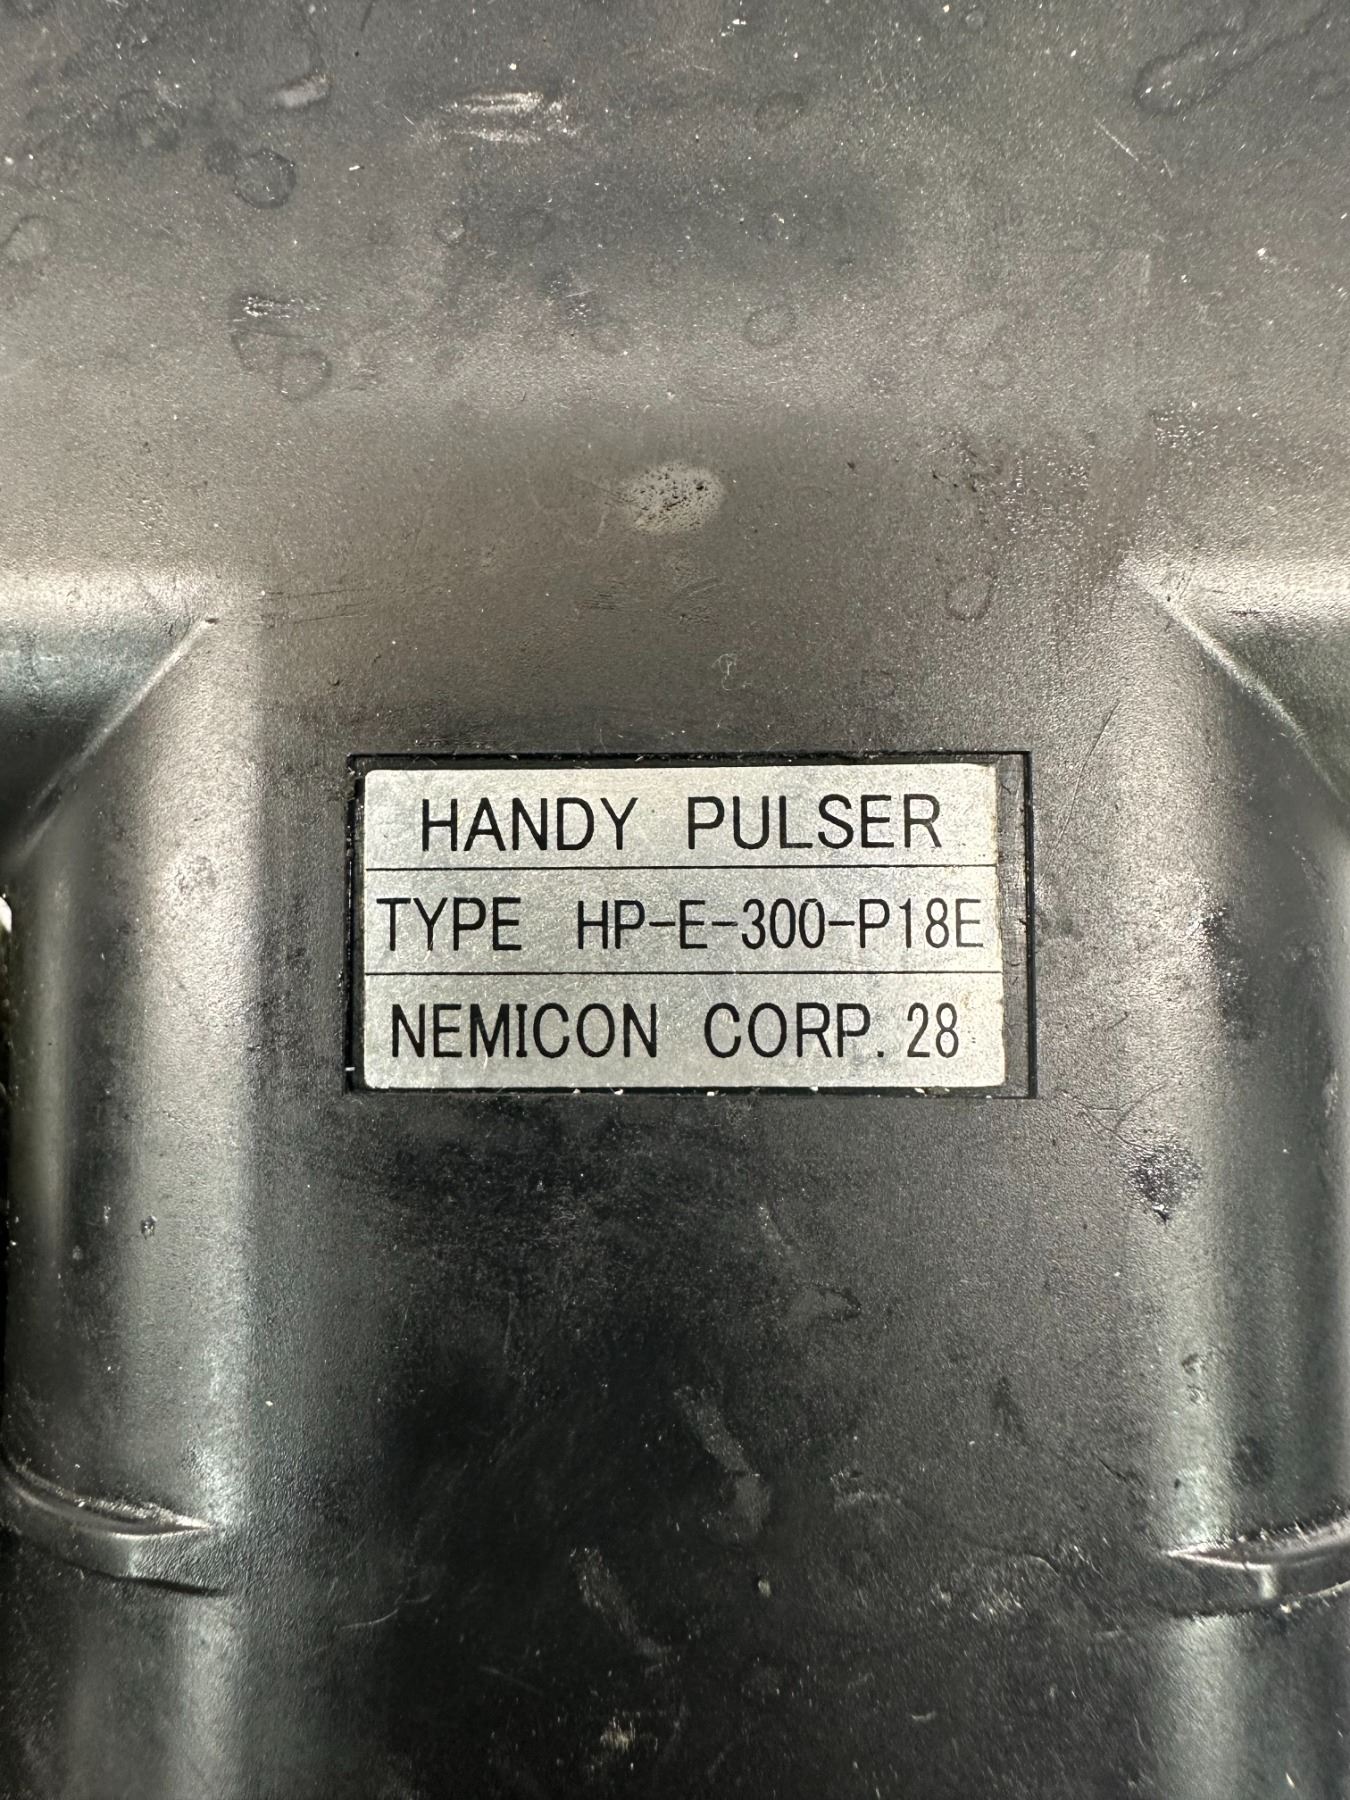 HANDY PULSER
TYPE HP-E-300-P18E
NEMICON CORP. 28